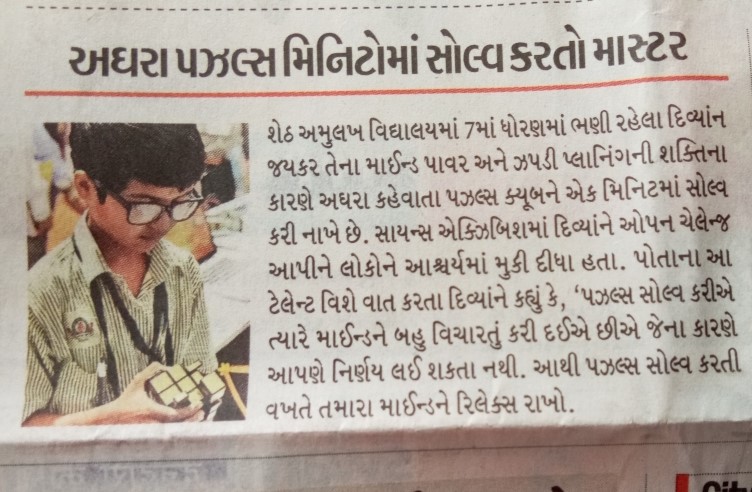 અઘરા પઝલ્સ મિનિટોમાં સોલ્વ કરતો માસ્ટર
શેઠ અમુલખ વિદ્યાલયમાં 7માં ધોરણમાં ભણી રહેલા દિવ્યાંન
જયકર તેના માઈન્ડ પાવર અને ઝપડી પ્લાનિંગની શક્તિના
કારણે અઘરા કહેવાતા પઝલ્સ ક્યૂબને એક મિનિટમાં સોલ્વ
કરી નાખે છે. સાયન્સ એક્ઝિબિશમાં દિવ્યાંને ઓપન ચેલેન્જ
આપીને લોકોને આશ્ચર્યમાં મુકી દીધા હતા. પોતાના આ
ટેલેન્ટ વિશે વાત કરતા દિવ્યાંને કહ્યું કે, ‘પઝલ્સ સોલ્વ કરીએ
ત્યારે માઈન્ડને બહુ વિચારતું કરી દઈએ છીએ જેના કારણે
આપણે નિર્ણય લઈ શકતા નથી. આથી પઝલ્સ સોલ્વ કરતી
વખતે તમારા માઈન્ડને રિલેક્સ રાખો.